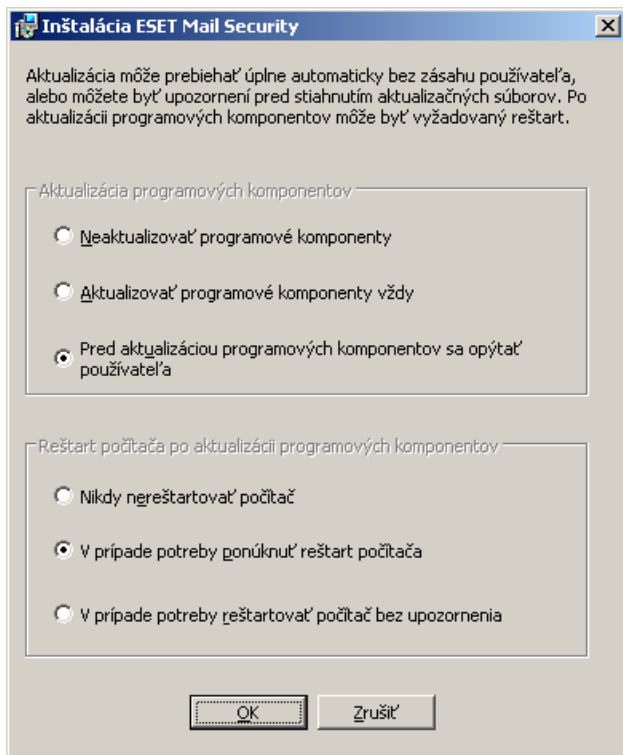 Inštalácia ESET Mail Security
Aktualizácia môže prebiehať úplne automaticky bez zásahu používateľa,
alebo môžete byť upozornení pred stiahnutím aktualizačných súborov. Po
aktualizácii programových komponentov môže byť vyžadovaný reštart.
Aktualizácia programových komponentov
Neaktualizovať programové komponenty
Aktualizovať programové komponenty vždy
Pred aktualizáciou programových komponentov sa opýtať
používateľa
Reštart počítača po aktualizácii programových komponentov
Nikdy nereštartovať počítač
V prípade potreby ponúknuť reštart počítača
V prípade potreby reštartovať počítač bez upozornenia
OK
Zrušiť